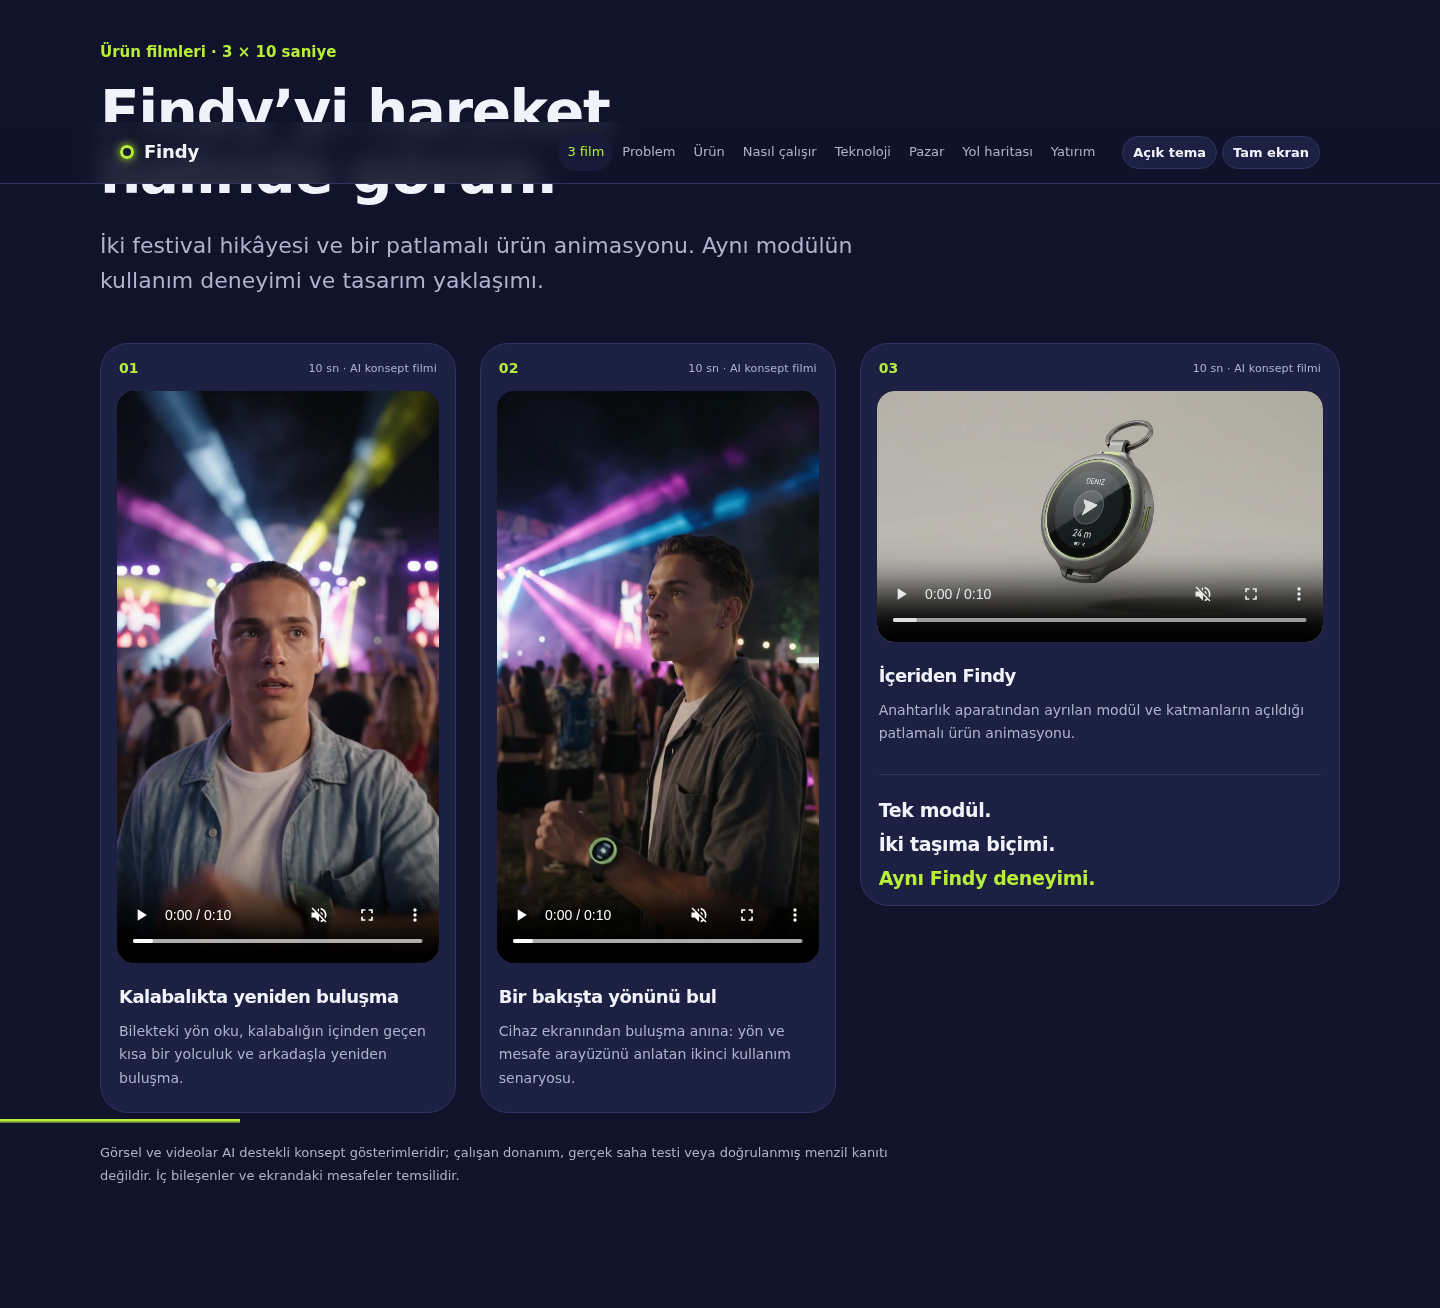 Ürün filmleri · 3 × 10 saniye
Findy’yi hareket
Findy
3 film
Problem
Ürün
Nasıl çalışır
Teknoloji
Pazar
Yol haritası
Yatırım
Açık tema
Tam ekran
halinde görün
İki festival hikâyesi ve bir patlamalı ürün animasyonu. Aynı modülün
kullanım deneyimi ve tasarım yaklaşımı.
01
10 sn · AI konsept filmi
0:00 / 0:10
Kalabalıkta yeniden buluşma
Bilekteki yön oku, kalabalığın içinden geçen
kısa bir yolculuk ve arkadaşla yeniden
buluşma.
02
10 sn · AI konsept filmi
0:00 / 0:10
Bir bakışta yönünü bul
Cihaz ekranından buluşma anına: yön ve
mesafe arayüzünü anlatan ikinci kullanım
senaryosu.
03
10 sn · AI konsept filmi
DENIZ
24 m
0:00 / 0:10
İçeriden Findy
Anahtarlık aparatından ayrılan modül ve katmanların açıldığı
patlamalı ürün animasyonu.
Tek modül.
İki taşıma biçimi.
Aynı Findy deneyimi.
Görsel ve videolar AI destekli konsept gösterimleridir; çalışan donanım, gerçek saha testi veya doğrulanmış menzil kanıtı
değildir. İç bileşenler ve ekrandaki mesafeler temsilidir.